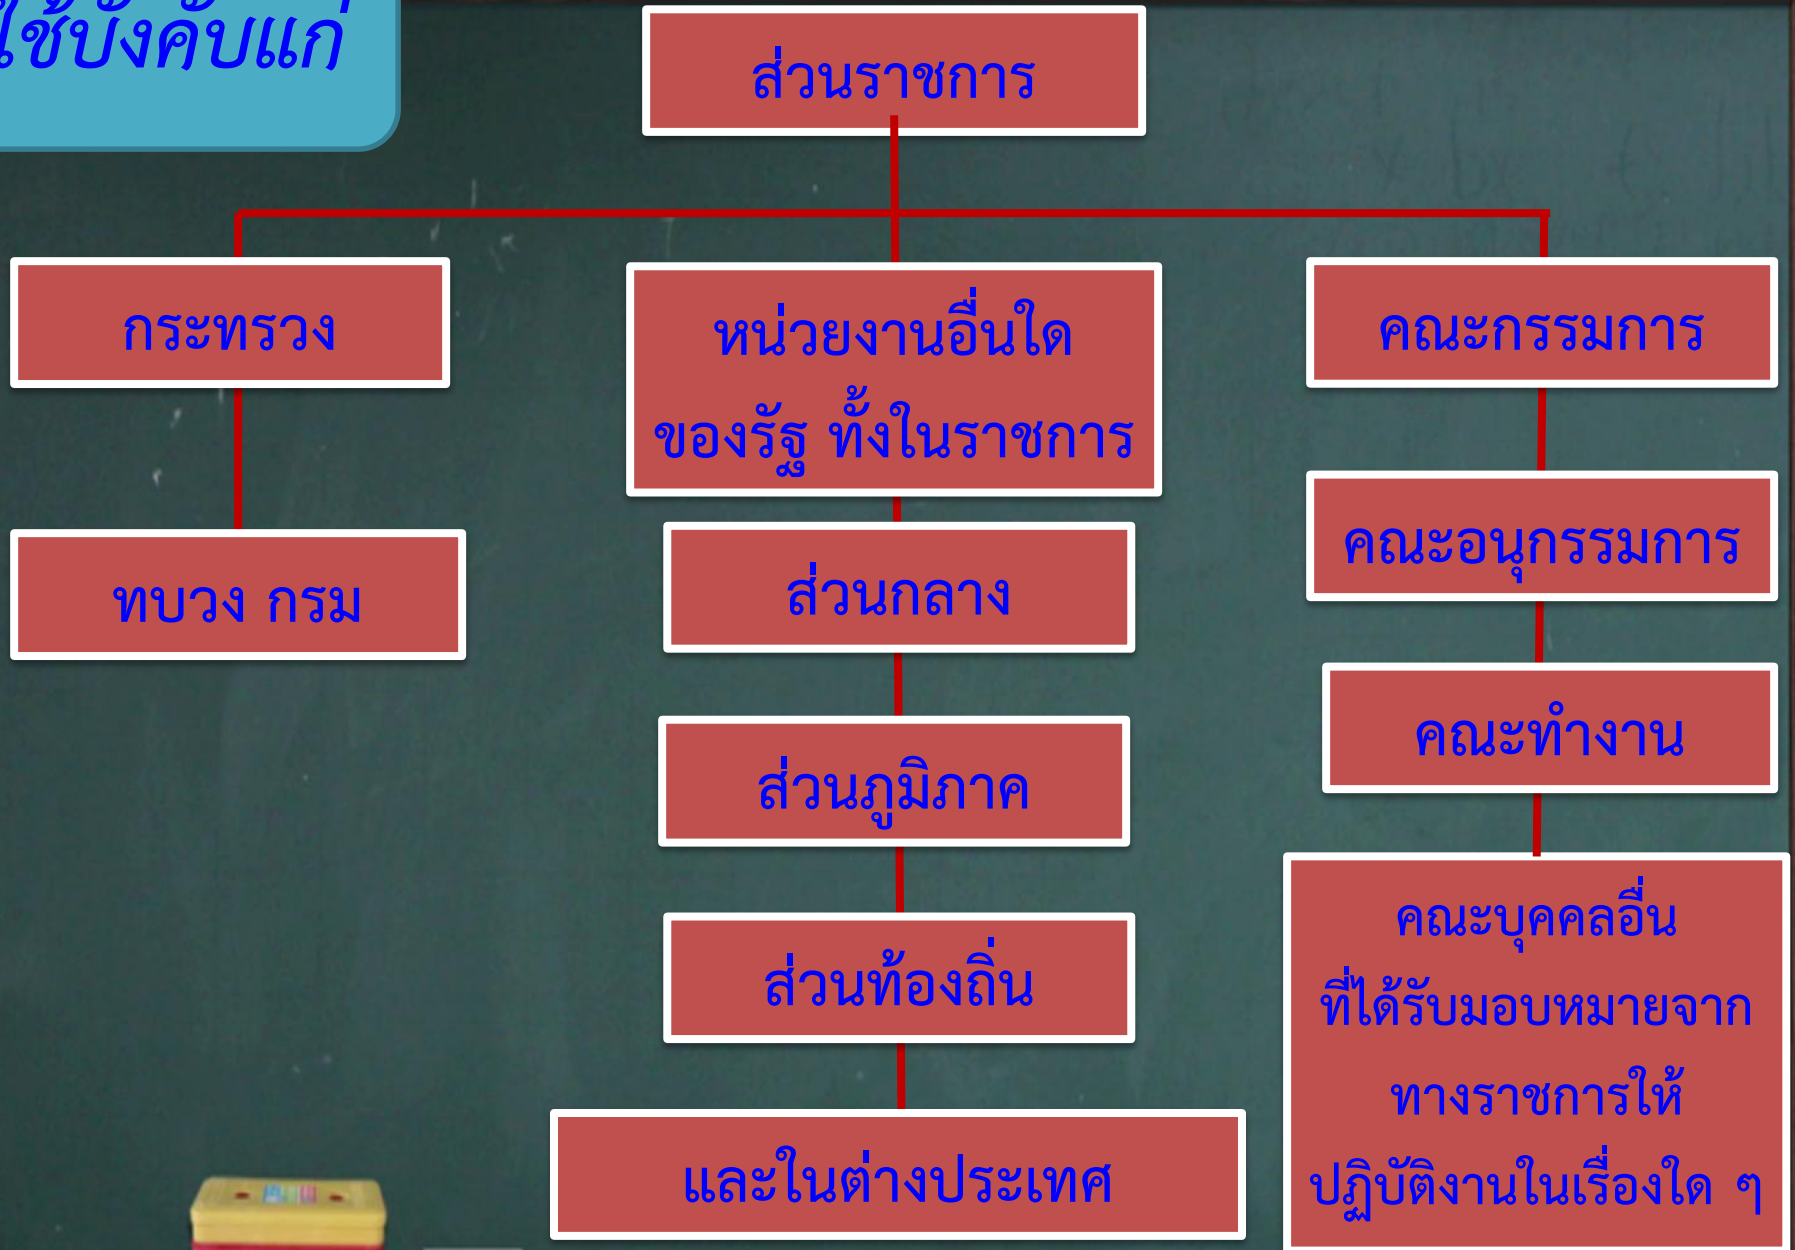 ใช้บังคับแก่
ส่วนราชการ
กระทรวง
ทบวง กรม
หน่วยงานอื่นใด
ของรัฐ ทั้งในราชการ
ส่วนกลาง
ส่วนภูมิภาค
ส่วนท้องถิ่น
และในต่างประเทศ
คณะกรรมการ
คณะอนุกรรมการ
คณะทำงาน
คณะบุคคลอื่น
ที่ได้รับมอบหมายจาก
ทางราชการให้
ปฏิบัติงานในเรื่องใด ๆ